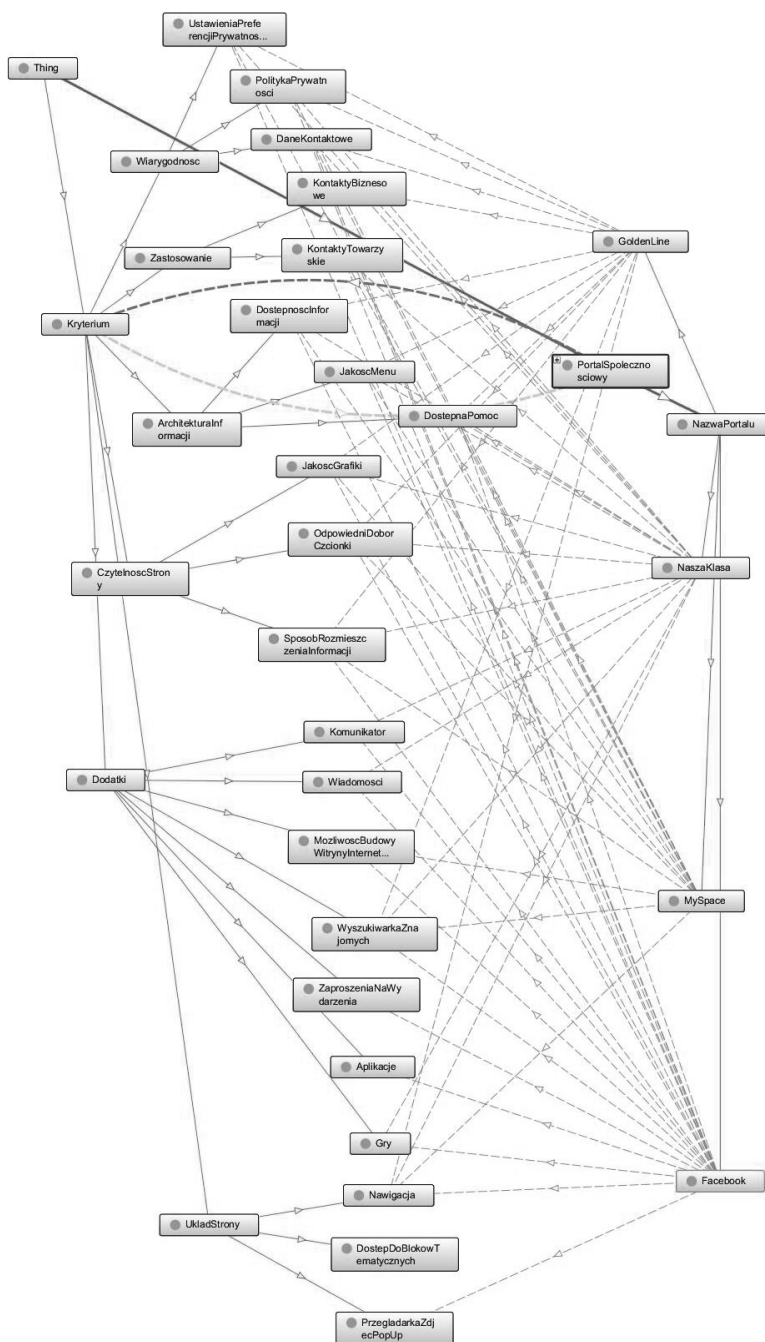 UstawieniaPrefe
rencjiPrywatnos...
Thing
PolitykaPrywatn
osci
DaneKontaktowe
Wiarygodnosc
KontaktyBizneso
we
GoldenLine
Zastosowanie
KontaktyTowarzy
skie
DostepnoscInfor
macji
Kryterium
JakoscMenu
PortalSpoleczno
sciowy
DostepnaPomoc
NazwaPortalu
ArchitekturaInf
ormacji
JakoscGrafiki
OdpowiedniDobor
Czcionki
CzytelnoscStron
y
NaszaKlasa
SposobRozmieszc
zeniaInformacji
Komunikator
Dodatki
Wiadomosci
MozliwoscBudowy
WitrynyInternet...
MySpace
WyszukiwarkaZna
jomych
ZaproszeniaNaWy
darzenia
Aplikacje
Gry
Facebook
Nawigacja
UkladStrony
DostepDoBlokowT
ematycznych
PrzegladarkaZdj
ecPopUp